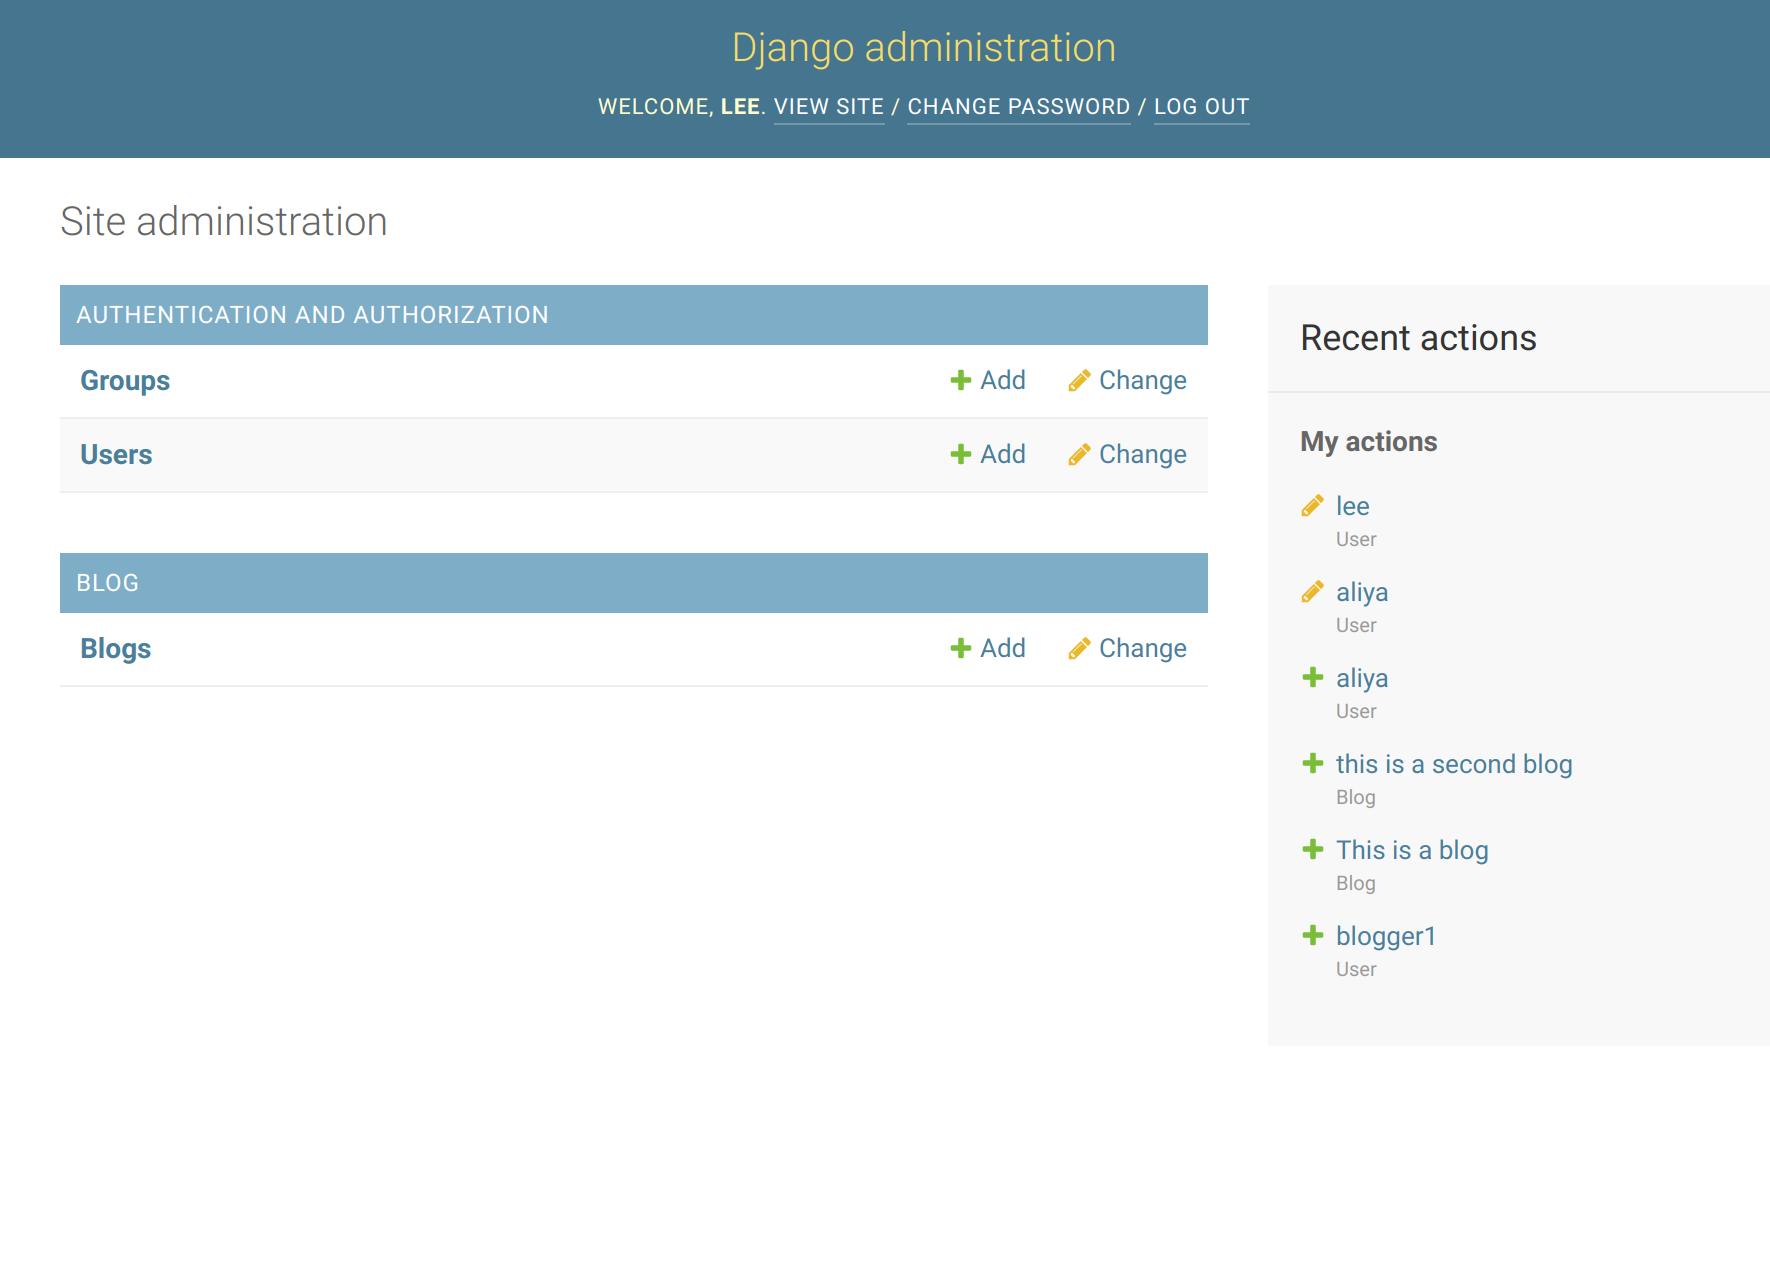 Django administration
WELCOME, LEE. VIEW SITE / CHANGE PASSWORD / LOG OUT
Site administration
AUTHENTICATION AND AUTHORIZATION
Groups Add Change
Users Add Change
BLOG
Blogs Add Change
Recent actions
My actions
lee
User
aliya
User
aliya
User
this is a second blog
Blog
This is a blog
Blog
blogger1
User